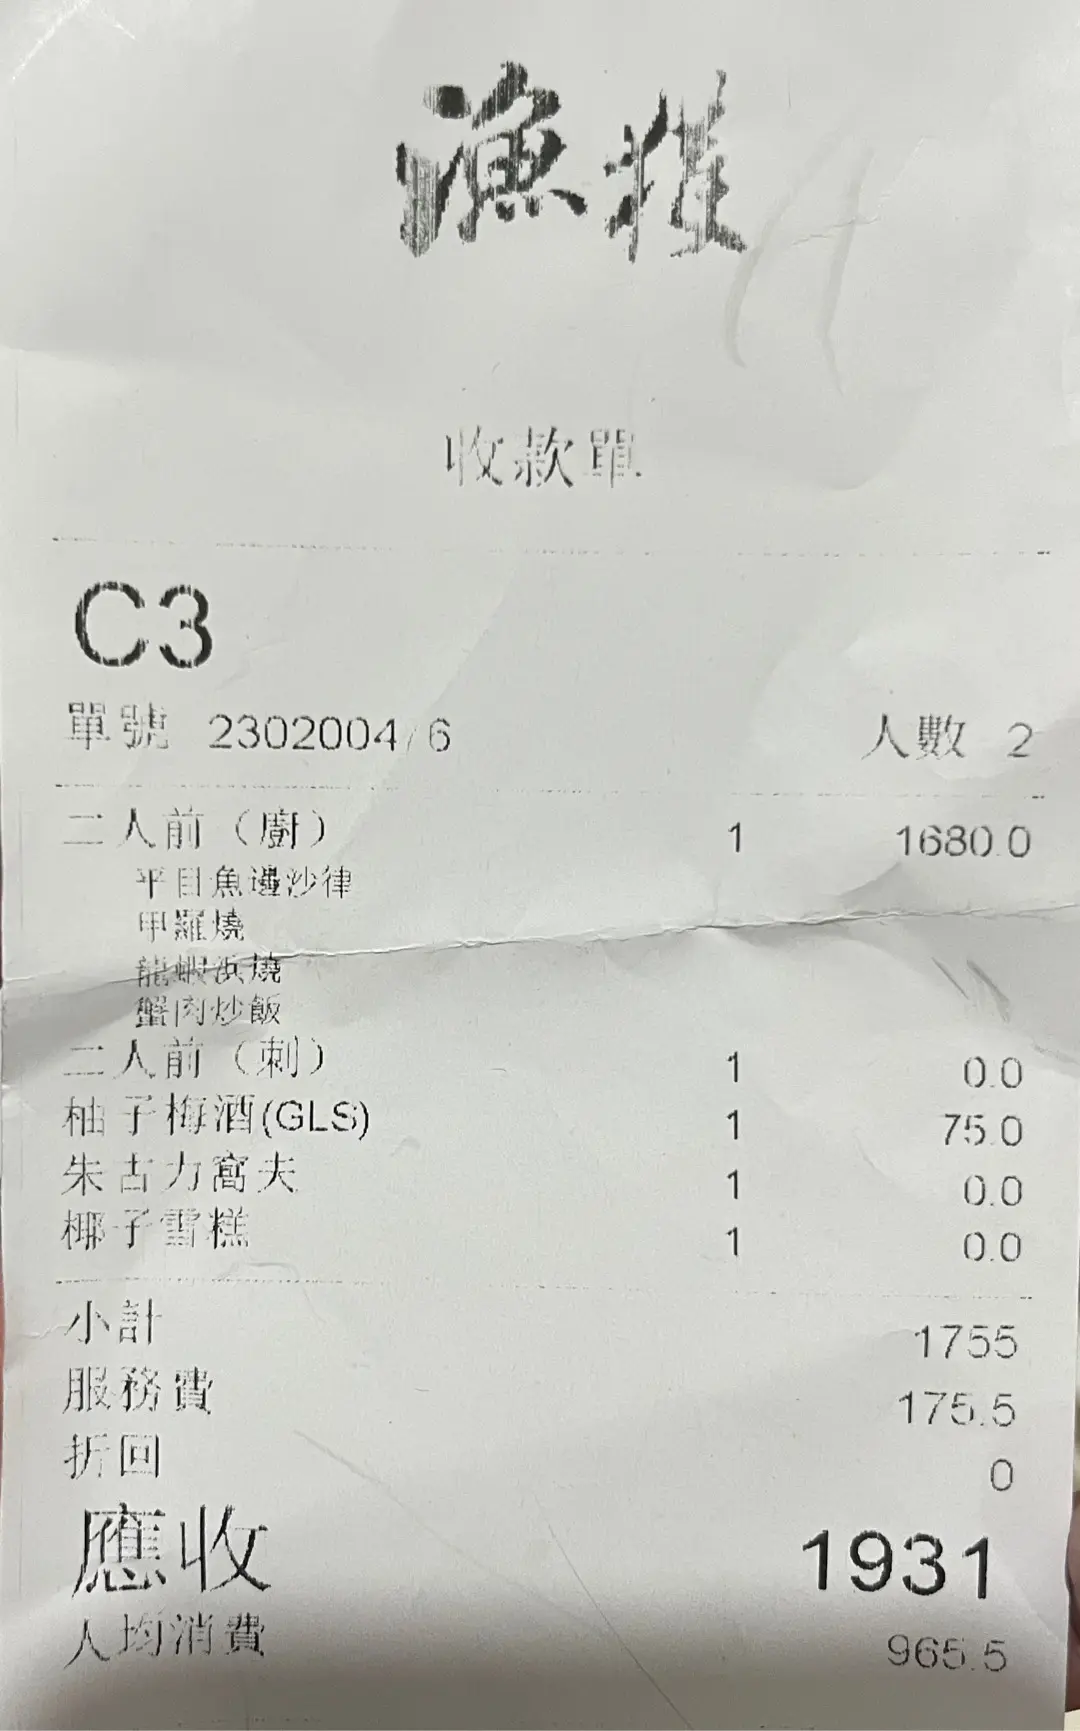 漁雅
收款單
C3
單號 2302004/6 人數 2
二人前（廚） 1 1680.0
平目魚邊沙律
甲羅燒
龍蝦浜燒
蟹肉炒飯
二人前（刺） 1 0.0
柚子梅酒(GLS) 1 75.0
朱古力窩夫 1 0.0
椰子雪糕 1 0.0
小計 1755
服務費 175.5
折回 0
應收 1931
人均消費 965.5